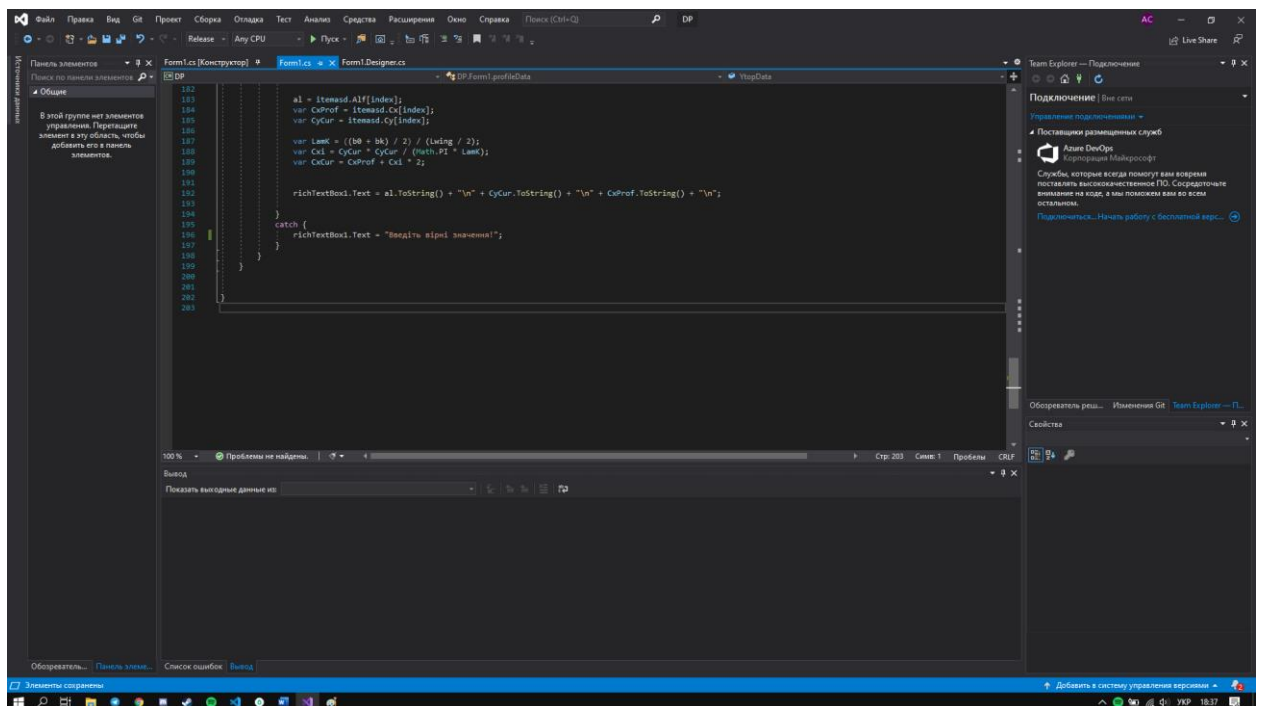 Файл Правка Вид Git Проект Сборка Отладка Тест Анализ Средства Расширения Окно Справка Поиск (Ctrl+Q) DP AC
Release Any CPU Пуск Live Share
Источники данных
Панель элементов
Поиск по панели элементов
Общие
В этой группе нет элементов
управления. Перетащите
элемент в эту область, чтобы
добавить его в панель
элементов.
Form1.cs [Конструктор] Form1.cs Form1.Designer.cs
DP DP.Form1.profileData YtopData
182
183 al = itemasd.Alf[index];
184 var CxProf = itemasd.Cx[index];
185 var CyCur = itemasd.Cy[index];
186
187 var LamK = ((b0 + bk) / 2) / (Lwing / 2);
188 var Cxi = CyCur * CyCur / (Math.PI * LamK);
189 var CxCur = CxProf + Cxi * 2;
190
191
192 richTextBox1.Text = al.ToString() + "\n" + CyCur.ToString() + "\n" + CxProf.ToString() + "\n";
193
194 }
195 catch {
196 richTextBox1.Text = "Введіть вірні значення!";
197 }
198 }
199 }
200
201
202 }
203
100 % Проблемы не найдены. Стр: 203 Симв: 1 Пробелы CRLF
Вывод
Показать выходные данные из:
Список ошибок Вывод
Обозреватель... Панель элеме...
Team Explorer — Подключение
Подключение | Вне сети
Управление подключениями
Поставщики размещенных служб
Azure DevOps
Корпорация Майкрософт
Службы, которые всегда помогут вам вовремя
поставлять высококачественное ПО. Сосредоточьте
внимание на коде, а мы поможем вам во всем
остальном.
Подключиться... Начать работу с бесплатной верс...
Обозреватель реш... Изменения Git Team Explorer — П...
Свойства
Элементы сохранены Добавить в систему управления версиями 2
УКР 18:37